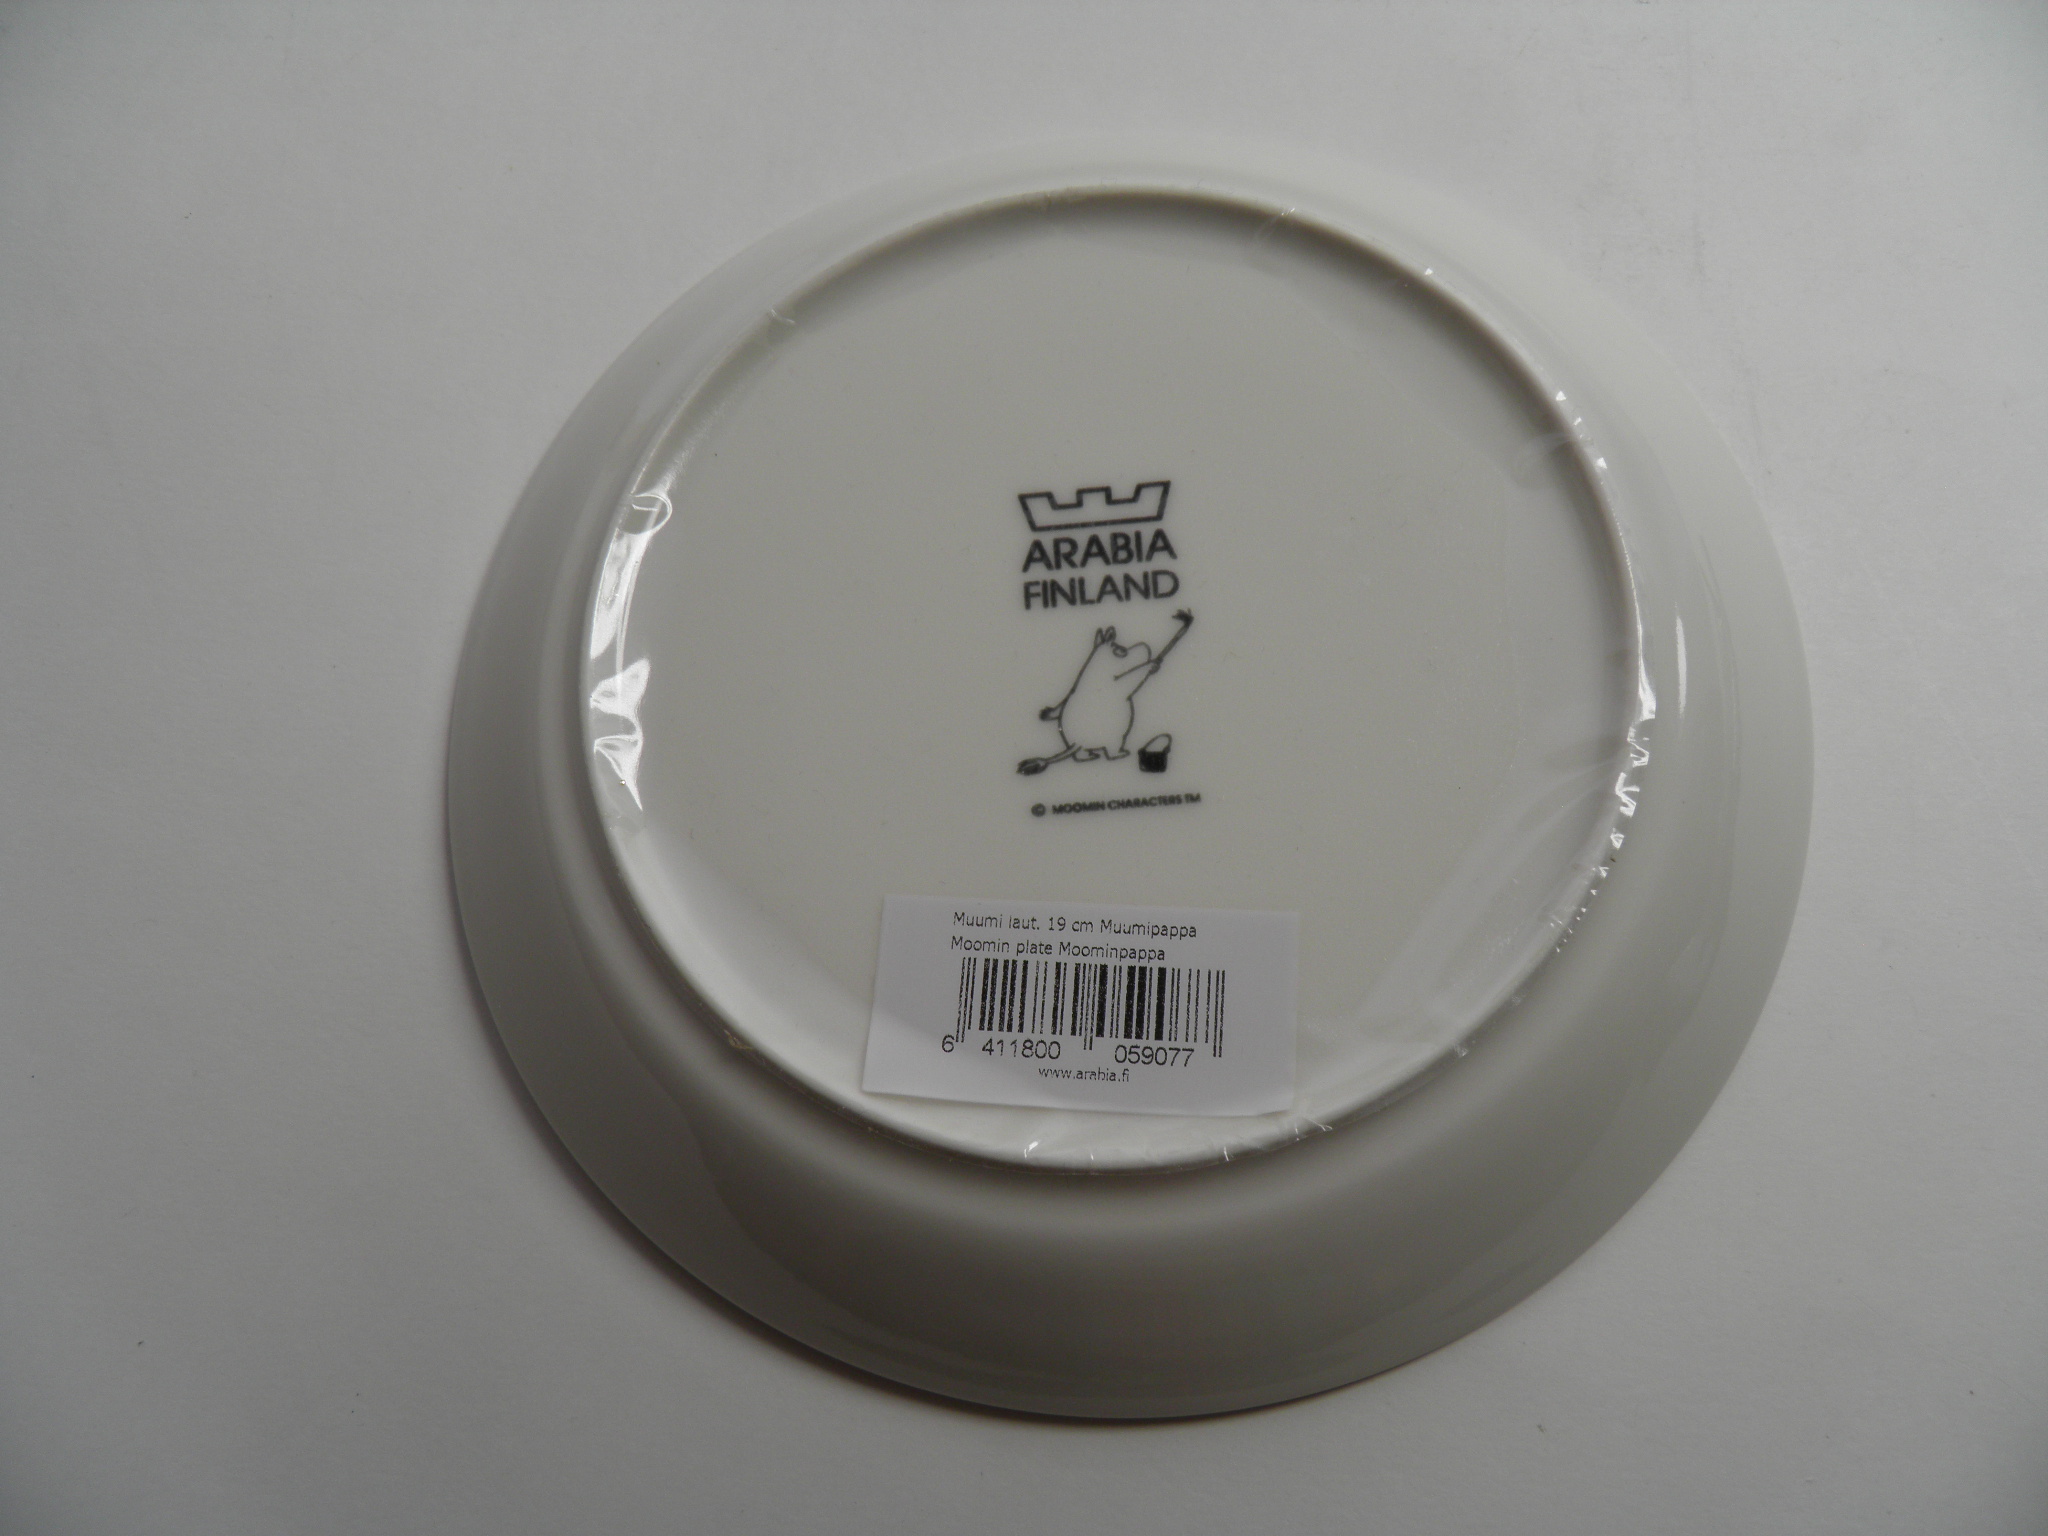 ARABIA
FINLAND
© MOOMIN CHARACTERS TM
Muumi laut. 19 cm Muumipappa
Moomin plate Moominpappa
6 411800 059077
www.arabia.fi